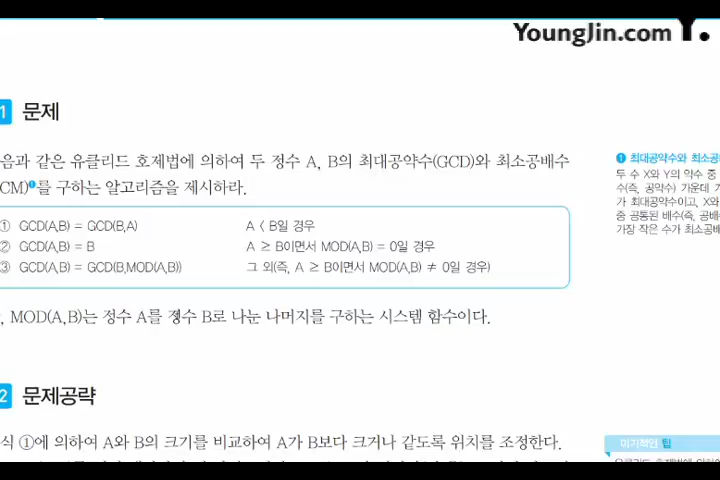 YoungJin.com Y.
1 문제
음과 같은 유클리드 호제법에 의하여 두 정수 A, B의 최대공약수(GCD)와 최소공배수
CM)❶를 구하는 알고리즘을 제시하라.
① GCD(A,B) = GCD(B,A) A < B일 경우
② GCD(A,B) = B A ≥ B이면서 MOD(A,B) = 0일 경우
③ GCD(A,B) = GCD(B,MOD(A,B)) 그 외(즉, A ≥ B이면서 MOD(A,B) ≠ 0일 경우)
, MOD(A,B)는 정수 A를 정수 B로 나눈 나머지를 구하는 시스템 함수이다.
❶ 최대공약수와 최소공
두 수 X와 Y의 약수 중
수(즉, 공약수) 가운데
가 최대공약수이고, X와
중 공통된 배수(즉, 공배
가장 작은 수가 최소공배
2 문제공략
식 ①에 의하여 A와 B의 크기를 비교하여 A가 B보다 크거나 같도록 위치를 조정한다.
이기적인 팁